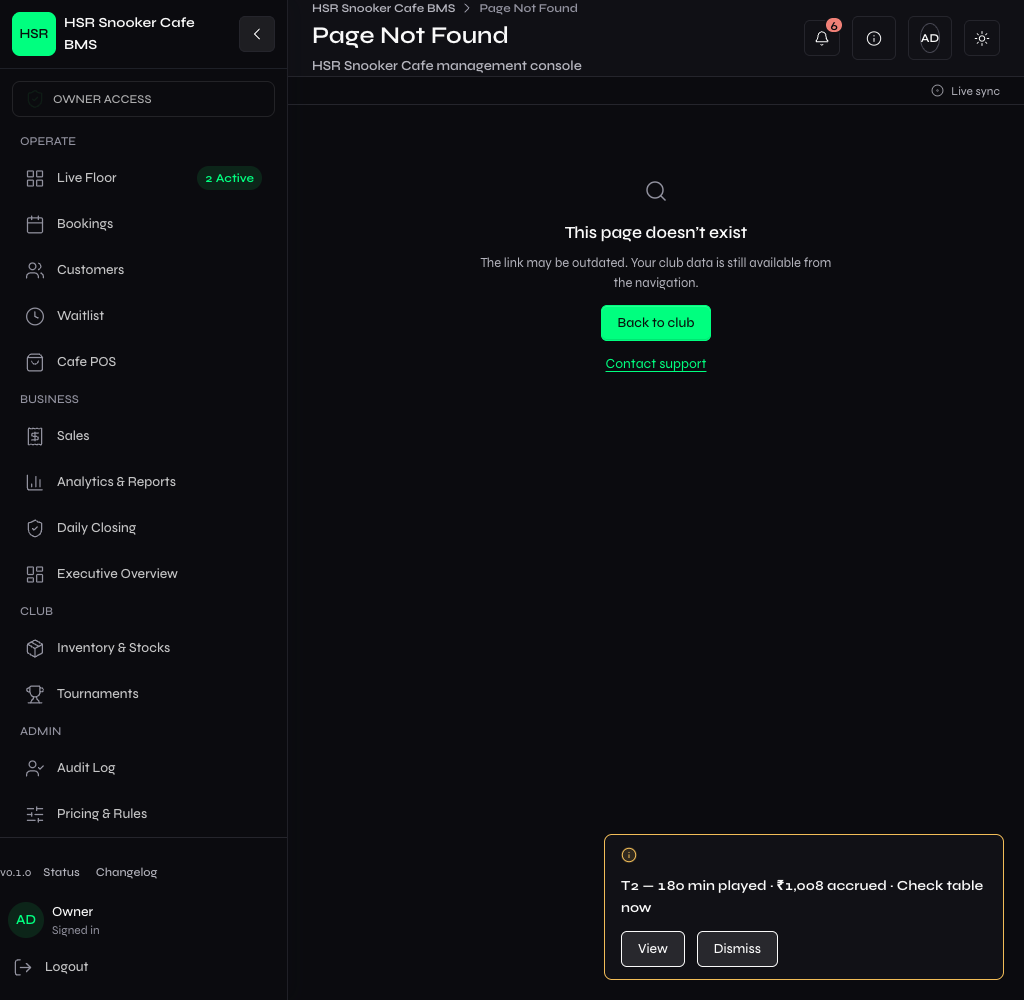 HSR
HSR Snooker Cafe
BMS
OWNER ACCESS
OPERATE
Live Floor
2 Active
Bookings
Customers
Waitlist
Cafe POS
BUSINESS
Sales
Analytics & Reports
Daily Closing
Executive Overview
CLUB
Inventory & Stocks
Tournaments
ADMIN
Audit Log
Pricing & Rules
v0.1.0 Status Changelog
AD
Owner
Signed in
Logout
HSR Snooker Cafe BMS > Page Not Found
Page Not Found
HSR Snooker Cafe management console
6
AD
Live sync
This page doesn’t exist
The link may be outdated. Your club data is still available from
the navigation.
Back to club
Contact support
T2 — 180 min played · ₹1,008 accrued · Check table
now
View
Dismiss